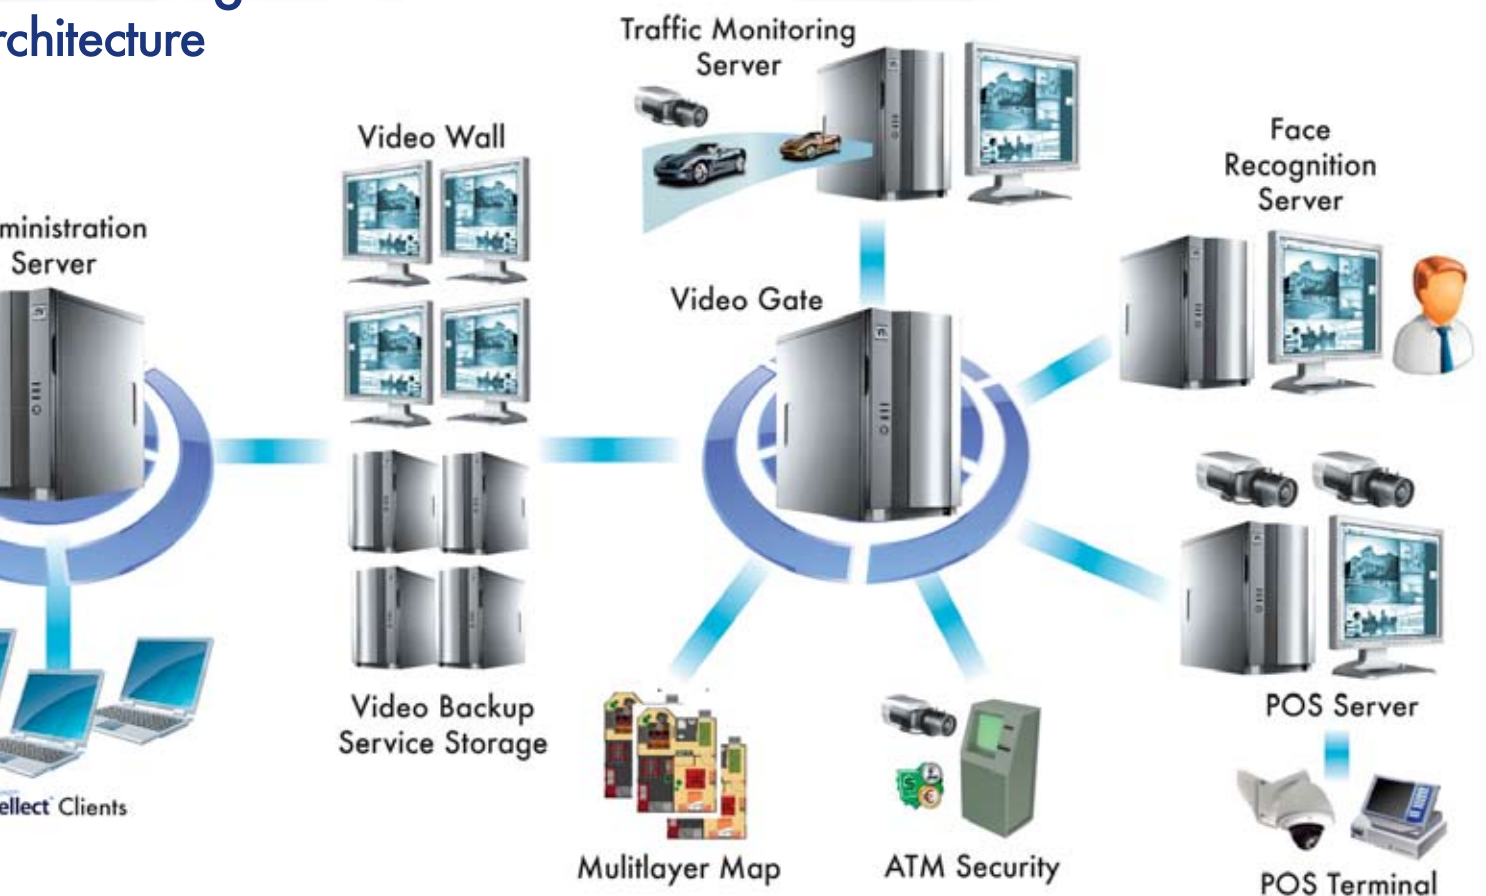 rchitecture
Traffic Monitoring
Server
Video Wall
Face
Recognition
Server
ministration
Server
Video Gate
Video Backup
Service Storage
POS Server
ellect Clients
Mulitlayer Map
ATM Security
POS Terminal